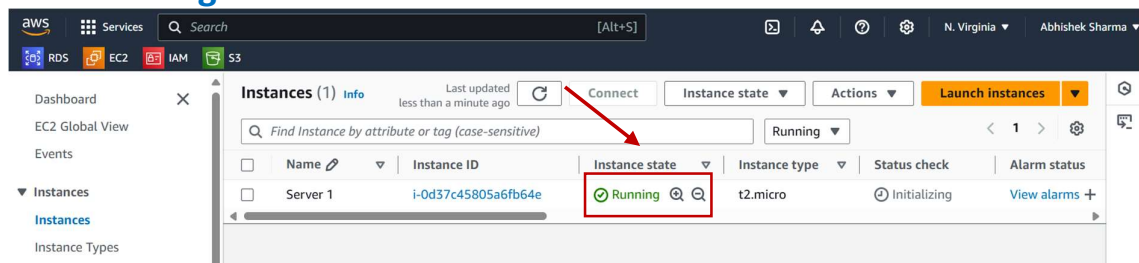 aws Services Search [Alt+S] N. Virginia Abhishek Sharma
RDS EC2 IAM S3
Dashboard
EC2 Global View
Events
Instances
Instances
Instance Types
Instances (1) Info
Last updated
less than a minute ago
Connect Instance state Actions Launch instances
Find Instance by attribute or tag (case-sensitive) Running 1
Name Instance ID Instance state Instance type Status check Alarm status
Server 1 i-0d37c45805a6fb64e Running t2.micro Initializing View alarms +